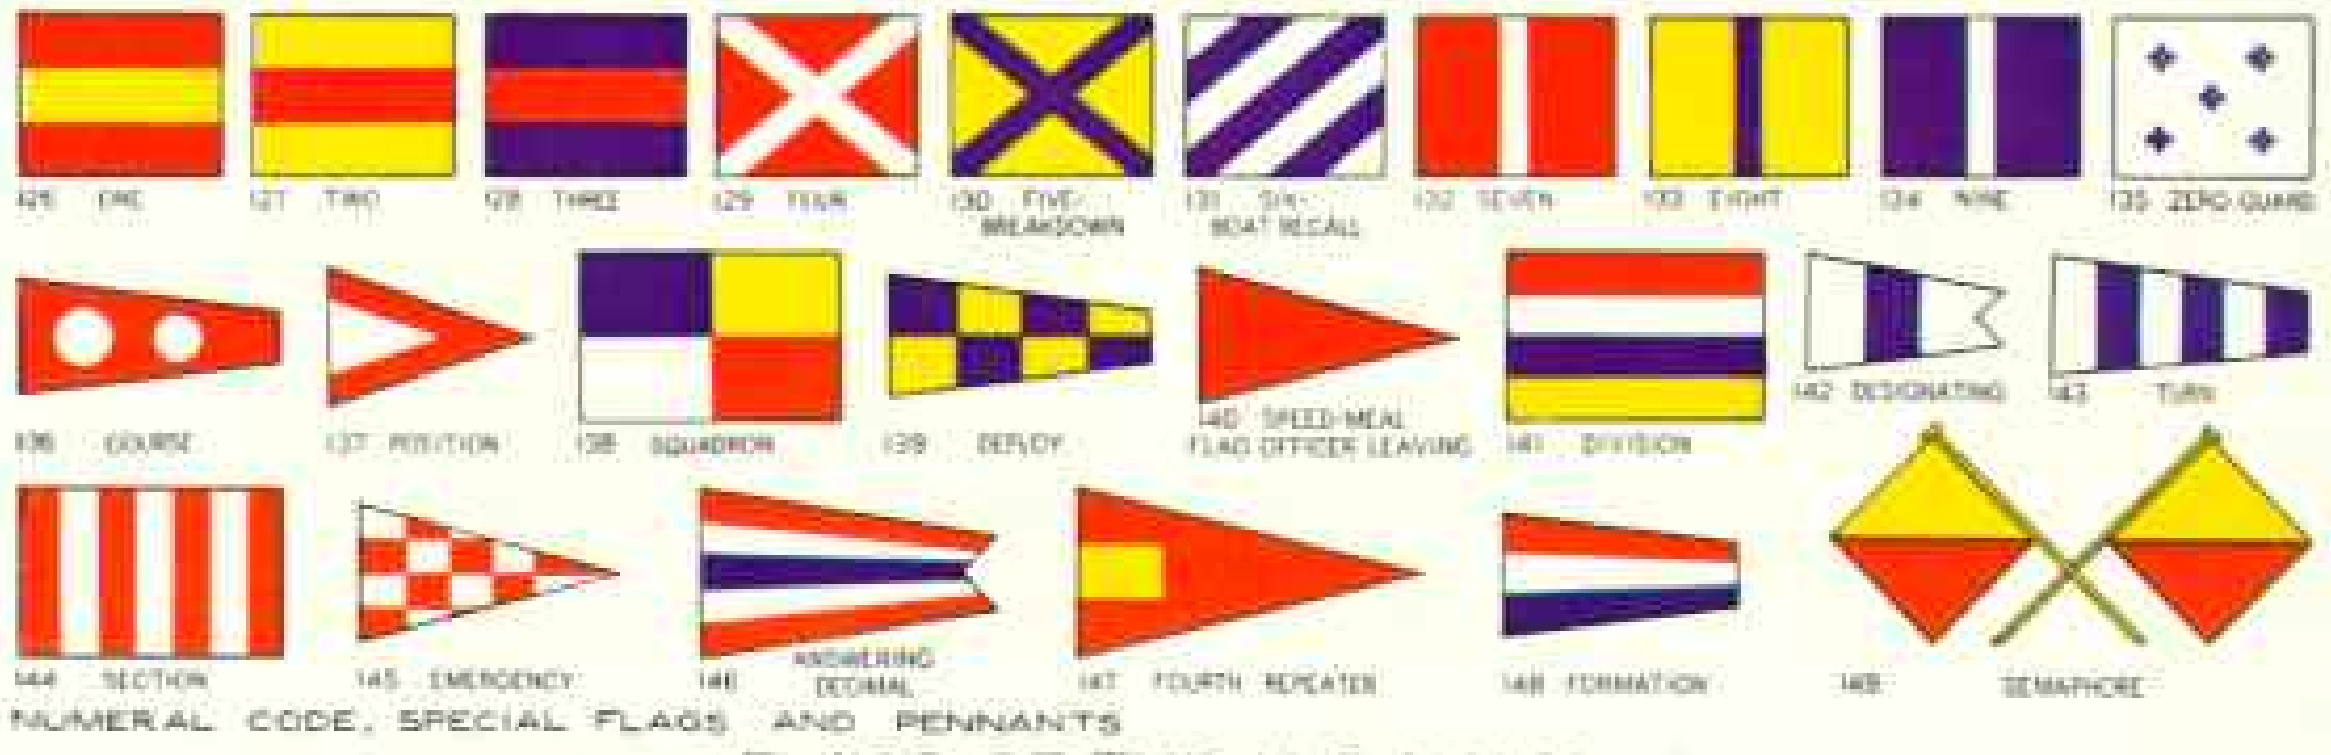 126 ONE
127 TWO
128 THREE
129 FOUR
130 FIVE-
BREAKDOWN
131 SIX-
BOAT RECALL
132 SEVEN
133 EIGHT
134 NINE
135 ZERO GUARD
136 COURSE
137 POSITION
138 SQUADRON
139 DEPLOY
140 SPEED-MEAL
FLAG OFFICER LEAVING
141 DIVISION
142 DESIGNATING
143 TURN
144 SECTION
145 EMERGENCY
146 ANSWERING
DECIMAL
147 FOURTH REPEATER
148 FORMATION
149 SEMAPHORE
NUMERAL CODE, SPECIAL FLAGS AND PENNANTS